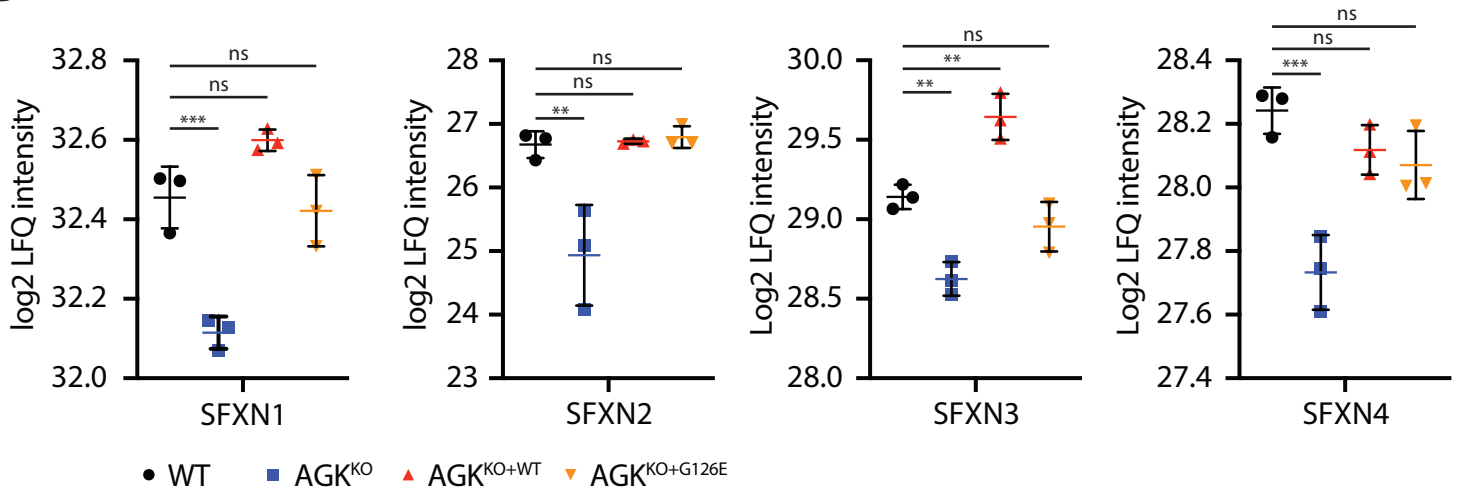 ns
ns
***
32.8
32.6
32.4
32.2
32.0
log2 LFQ intensity
SFXN1
ns
ns
**
28
27
26
25
24
23
log2 LFQ intensity
SFXN2
ns
**
**
30.0
29.5
29.0
28.5
28.0
Log2 LFQ intensity
SFXN3
ns
ns
***
28.4
28.2
28.0
27.8
27.6
27.4
Log2 LFQ intensity
SFXN4
WT AGK^KO AGK^KO+WT AGK^KO+G126E